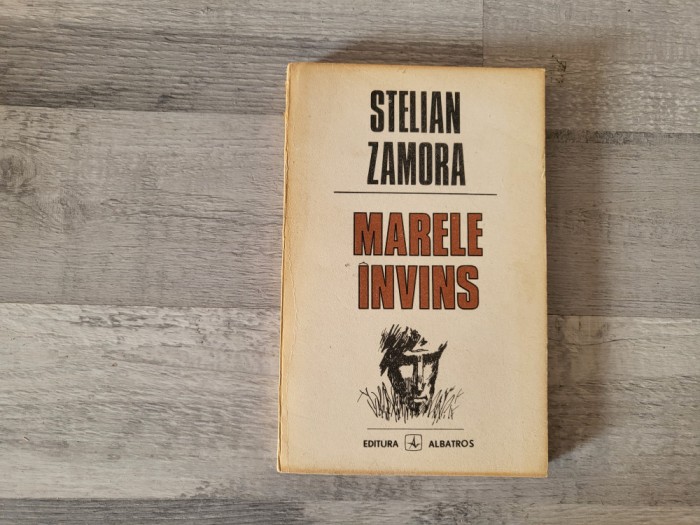 STELIAN
ZAMORA
MARELE
ÎNVINS
EDITURA ALBATROS